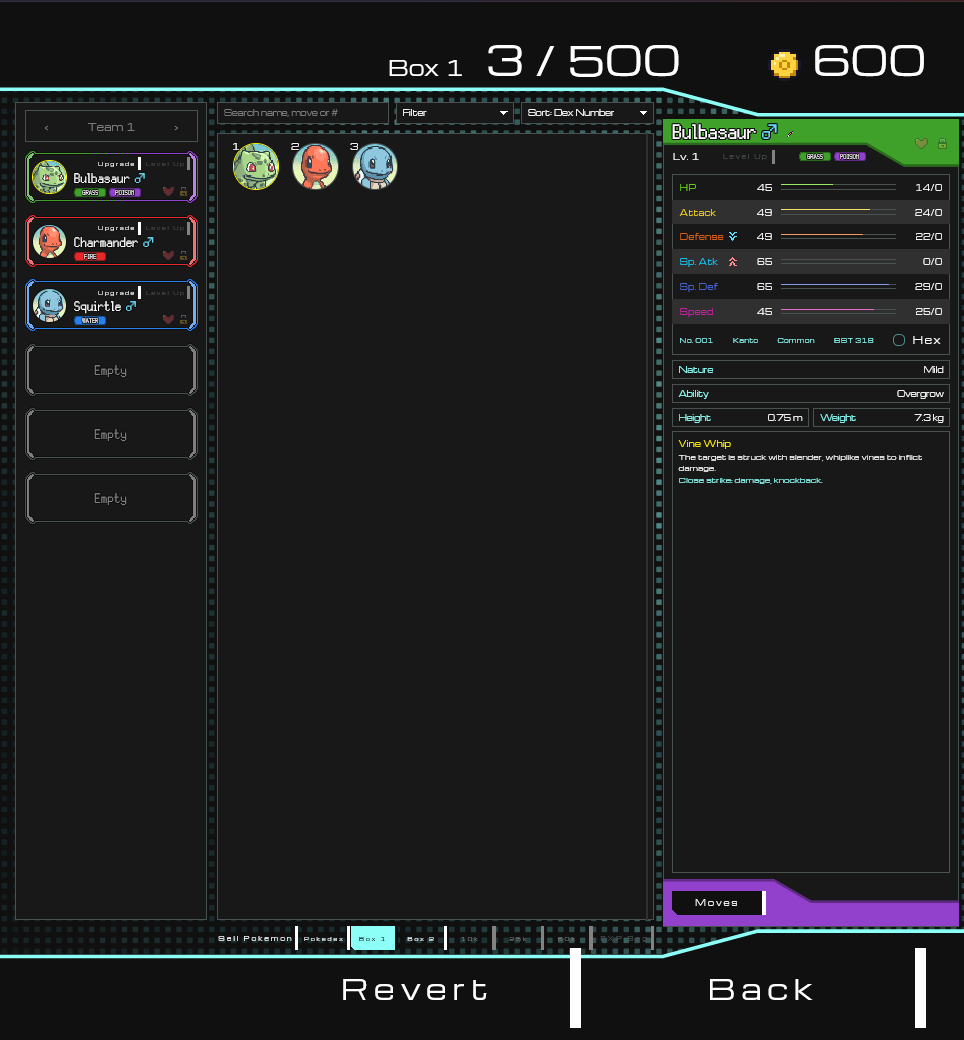 Box 1 3 / 500 600
Search name, move or # Filter Sort: Dex Number
‹ Team 1 ›
Upgrade Level Up
Bulbasaur ♂
GRASS POISON
Upgrade Level Up
Charmander ♂
FIRE
Upgrade Level Up
Squirtle ♂
WATER
Empty
Empty
Empty
1 2 3
Bulbasaur ♂
Lv. 1 Level Up GRASS POISON
HP 45 14/0
Attack 49 24/0
Defense 49 22/0
Sp. Atk 65 0/0
Sp. Def 65 29/0
Speed 45 25/0
No. 001 Kanto Common BST 318 Hex
Nature Mild
Ability Overgrow
Height 0.75 m Weight 7.3 kg
Vine Whip
The target is struck with slender, whiplike vines to inflict
damage.
Close strike: damage, knockback.
Moves
Sell Pokemon Pokedex Box 1 Box 2
Revert Back